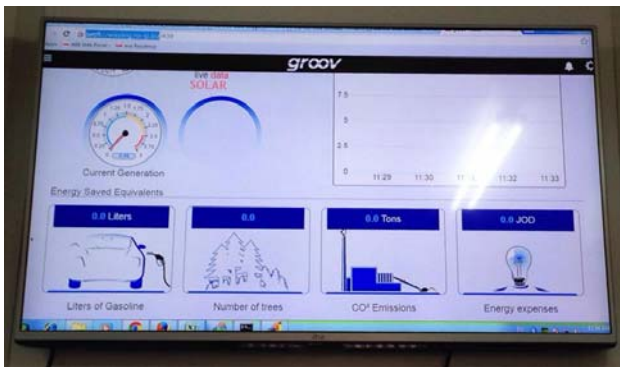 groov
live data
SOLAR
7.5
5
2.5
0
11:29
11:30
11:32
11:33
Current Generation
Energy Saved Equivalents
0.0 Liters
0.0
0.0 Tons
0.0 JOD
Liters of Gasoline
Number of trees
CO² Emissions
Energy expenses